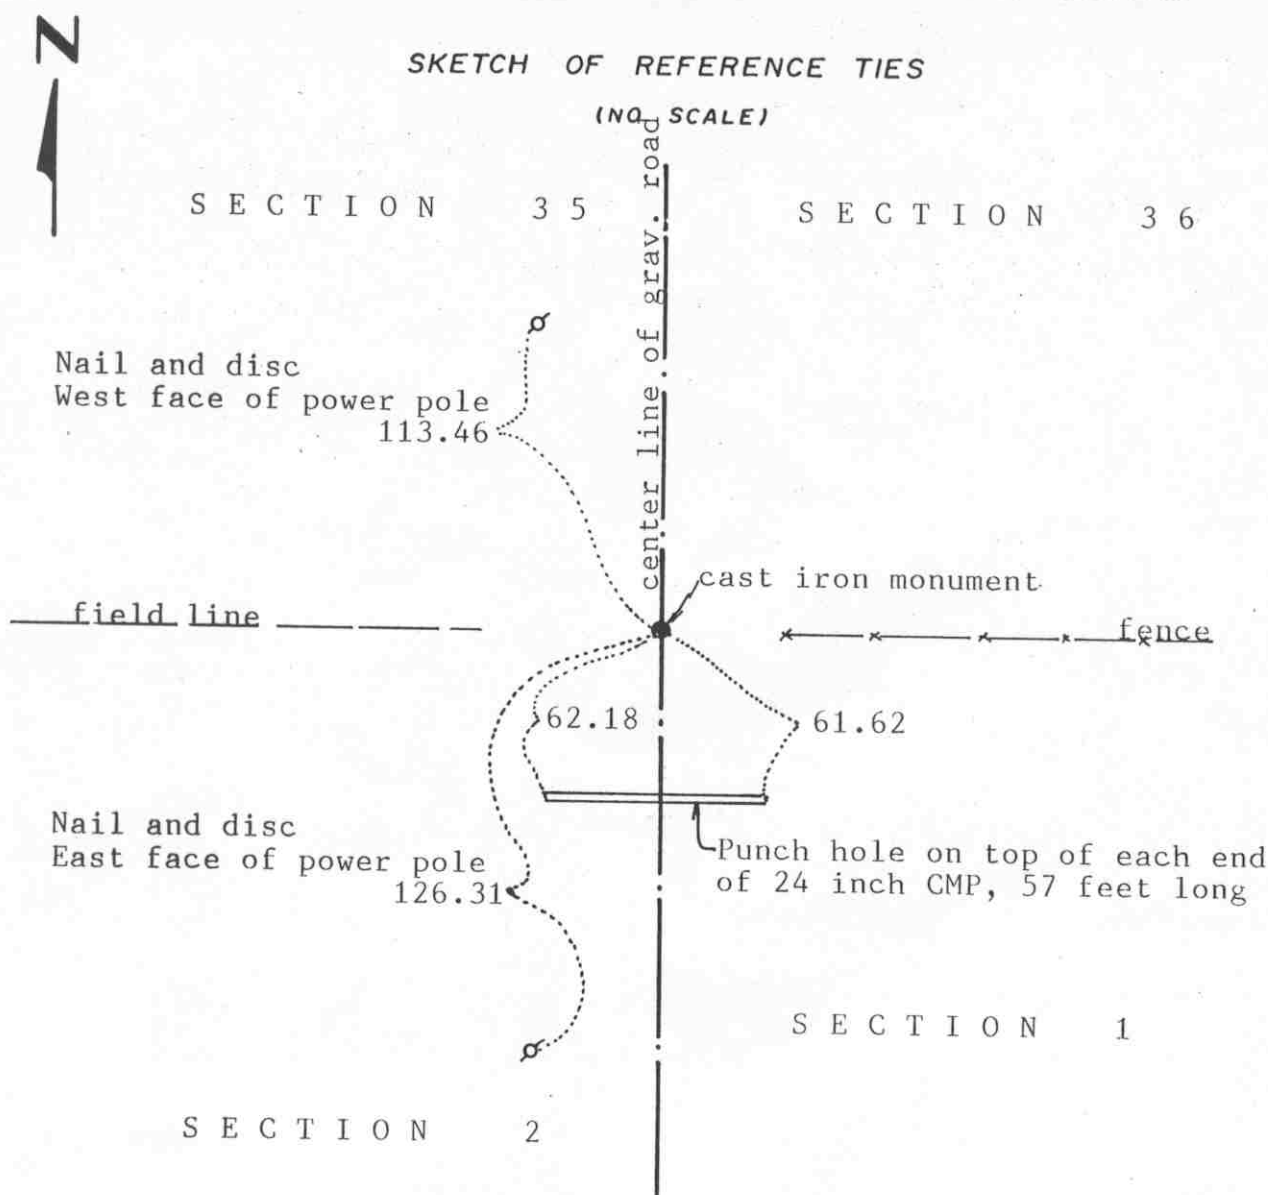 N
SKETCH OF REFERENCE TIES
(NO SCALE)
SECTION 35
SECTION 36
center line of grav. road
Nail and disc
West face of power pole
113.46
cast iron monument
field line
fence
62.18
61.62
Nail and disc
East face of power pole
126.31
Punch hole on top of each end
of 24 inch CMP, 57 feet long
SECTION 1
SECTION 2